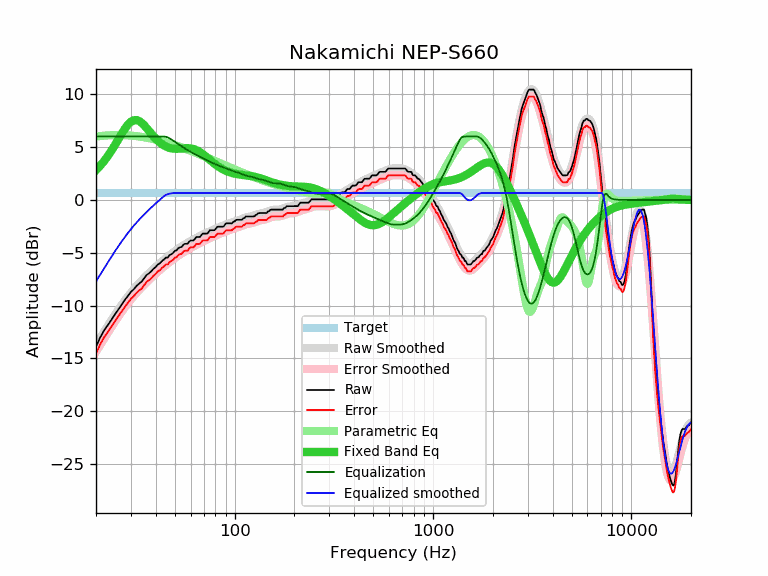 Nakamichi NEP-S660
Amplitude (dBr)
10
5
0
−5
−10
−15
−20
−25
Target
Raw Smoothed
Error Smoothed
Raw
Error
Parametric Eq
Fixed Band Eq
Equalization
Equalized smoothed
100
1000
10000
Frequency (Hz)